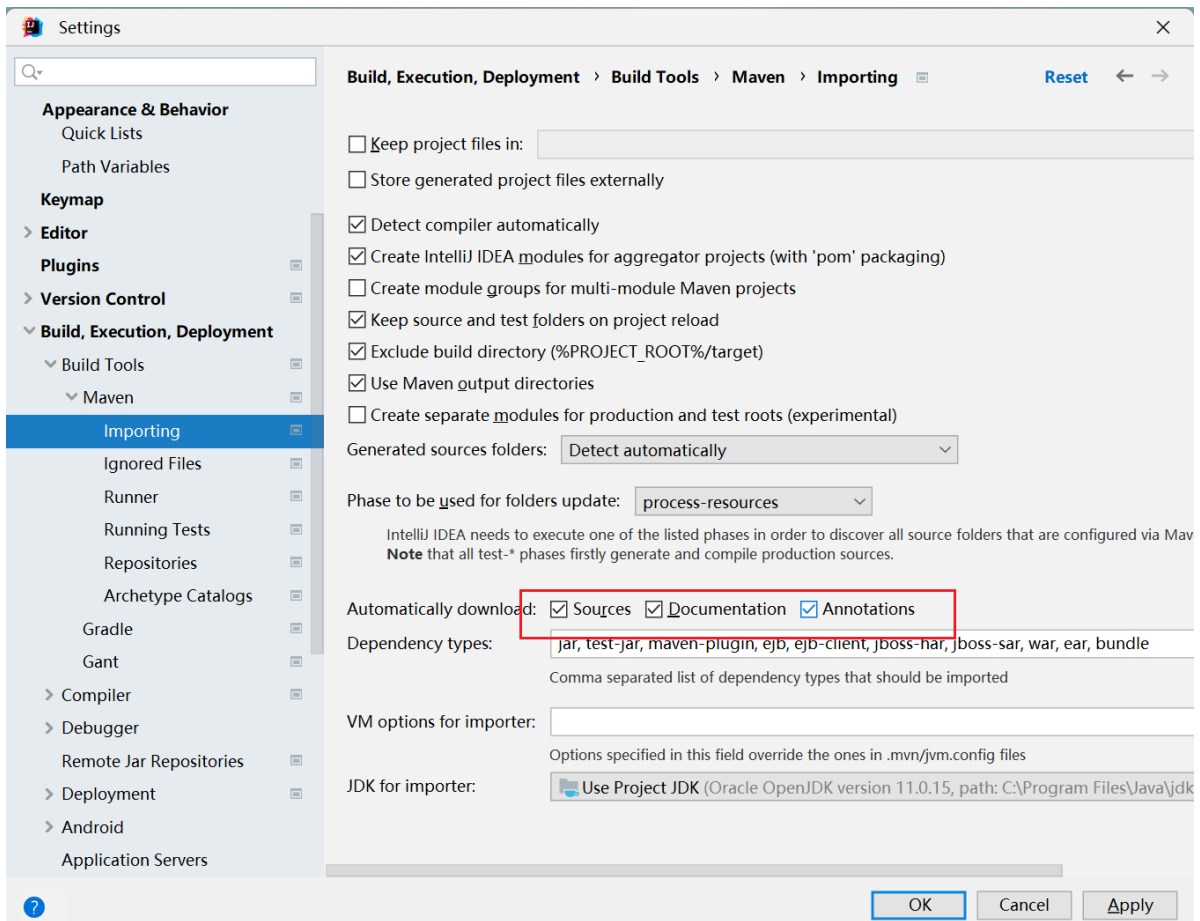 Settings
Appearance & Behavior
Quick Lists
Path Variables
Keymap
Editor
Plugins
Version Control
Build, Execution, Deployment
Build Tools
Maven
Importing
Ignored Files
Runner
Running Tests
Repositories
Archetype Catalogs
Gradle
Gant
Compiler
Debugger
Remote Jar Repositories
Deployment
Android
Application Servers
?
Build, Execution, Deployment › Build Tools › Maven › Importing
Reset
Keep project files in:
Store generated project files externally
Detect compiler automatically
Create IntelliJ IDEA modules for aggregator projects (with 'pom' packaging)
Create module groups for multi-module Maven projects
Keep source and test folders on project reload
Exclude build directory (%PROJECT_ROOT%/target)
Use Maven output directories
Create separate modules for production and test roots (experimental)
Generated sources folders: Detect automatically
Phase to be used for folders update: process-resources
IntelliJ IDEA needs to execute one of the listed phases in order to discover all source folders that are configured via Mav
Note that all test-* phases firstly generate and compile production sources.
Automatically download: Sources Documentation Annotations
Dependency types: jar, test-jar, maven-plugin, ejb, ejb-client, jboss-har, jboss-sar, war, ear, bundle
Comma separated list of dependency types that should be imported
VM options for importer:
Options specified in this field override the ones in .mvn/jvm.config files
JDK for importer: Use Project JDK (Oracle OpenJDK version 11.0.15, path: C:\Program Files\Java\jdk
OK Cancel Apply